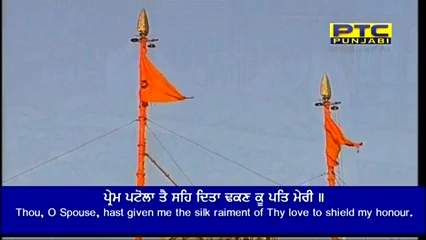 PTC
PUNJABI
ਪ੍ਰੇਮ ਪਟੋਲਾ ਤੈ ਸਹਿ ਦਿਤਾ ਢਕਣ ਕੂ ਪਤਿ ਮੇਰੀ ॥
Thou, O Spouse, hast given me the silk raiment of Thy love to shield my honour.